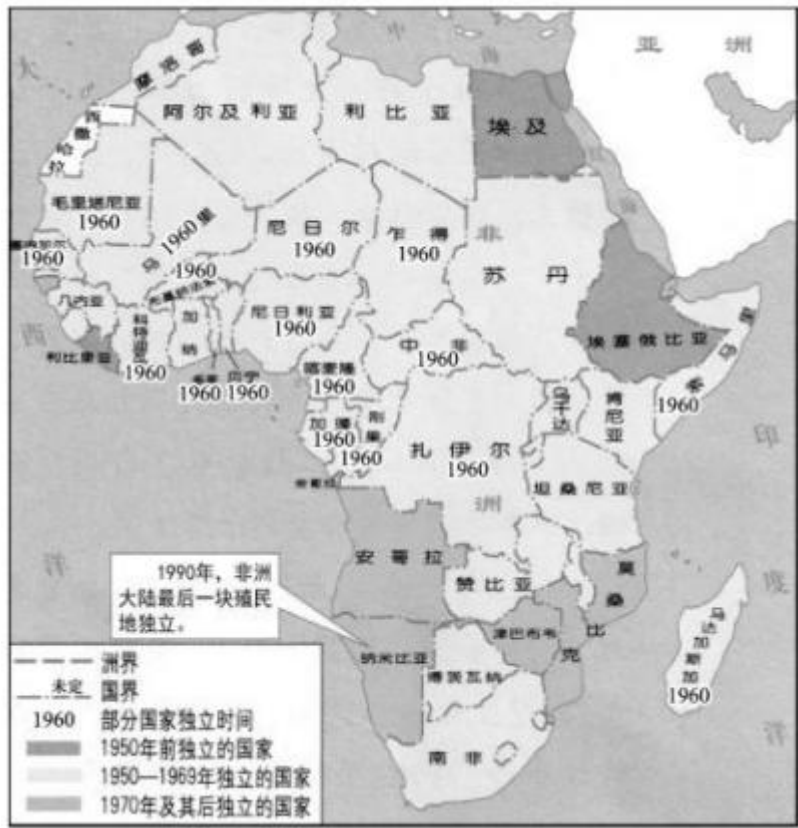 中 海
亚 洲
大
摩洛哥
阿尔及利亚
利比亚
埃及
西撒哈拉
红
海
毛里塔尼亚
1960
马里
1960
尼日尔
1960
乍得
1960
非
苏丹
1960
1960
几内亚
科特迪瓦
1960
加纳
尼日利亚
1960
埃塞俄比亚
西
利比里亚
1960
贝宁
1960
喀麦隆
1960
中非
1960
索马里
1960
乌干达
肯尼亚
印
加蓬
1960
刚果
1960
扎伊尔
1960
坦桑尼亚
洲
安哥拉
赞比亚
莫桑比克
洋
度
1990年，非洲
大陆最后一块殖民
地独立。
纳米比亚
津巴布韦
博茨瓦纳
马达加斯加
1960
南非
洋
洲界
未定
国界
1960 部分国家独立时间
1950年前独立的国家
1950—1969年独立的国家
1970年及其后独立的国家